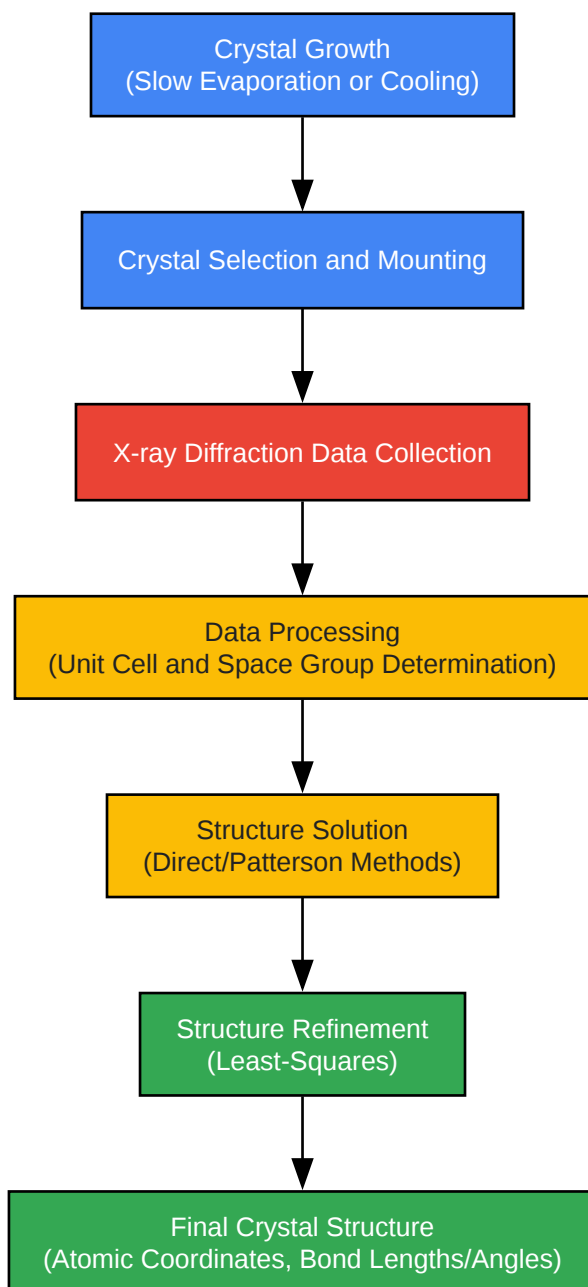 Crystal Growth
(Slow Evaporation or Cooling)
Crystal Selection and Mounting
X-ray Diffraction Data Collection
Data Processing
(Unit Cell and Space Group Determination)
Structure Solution
(Direct/Patterson Methods)
Structure Refinement
(Least-Squares)
Final Crystal Structure
(Atomic Coordinates, Bond Lengths/Angles)